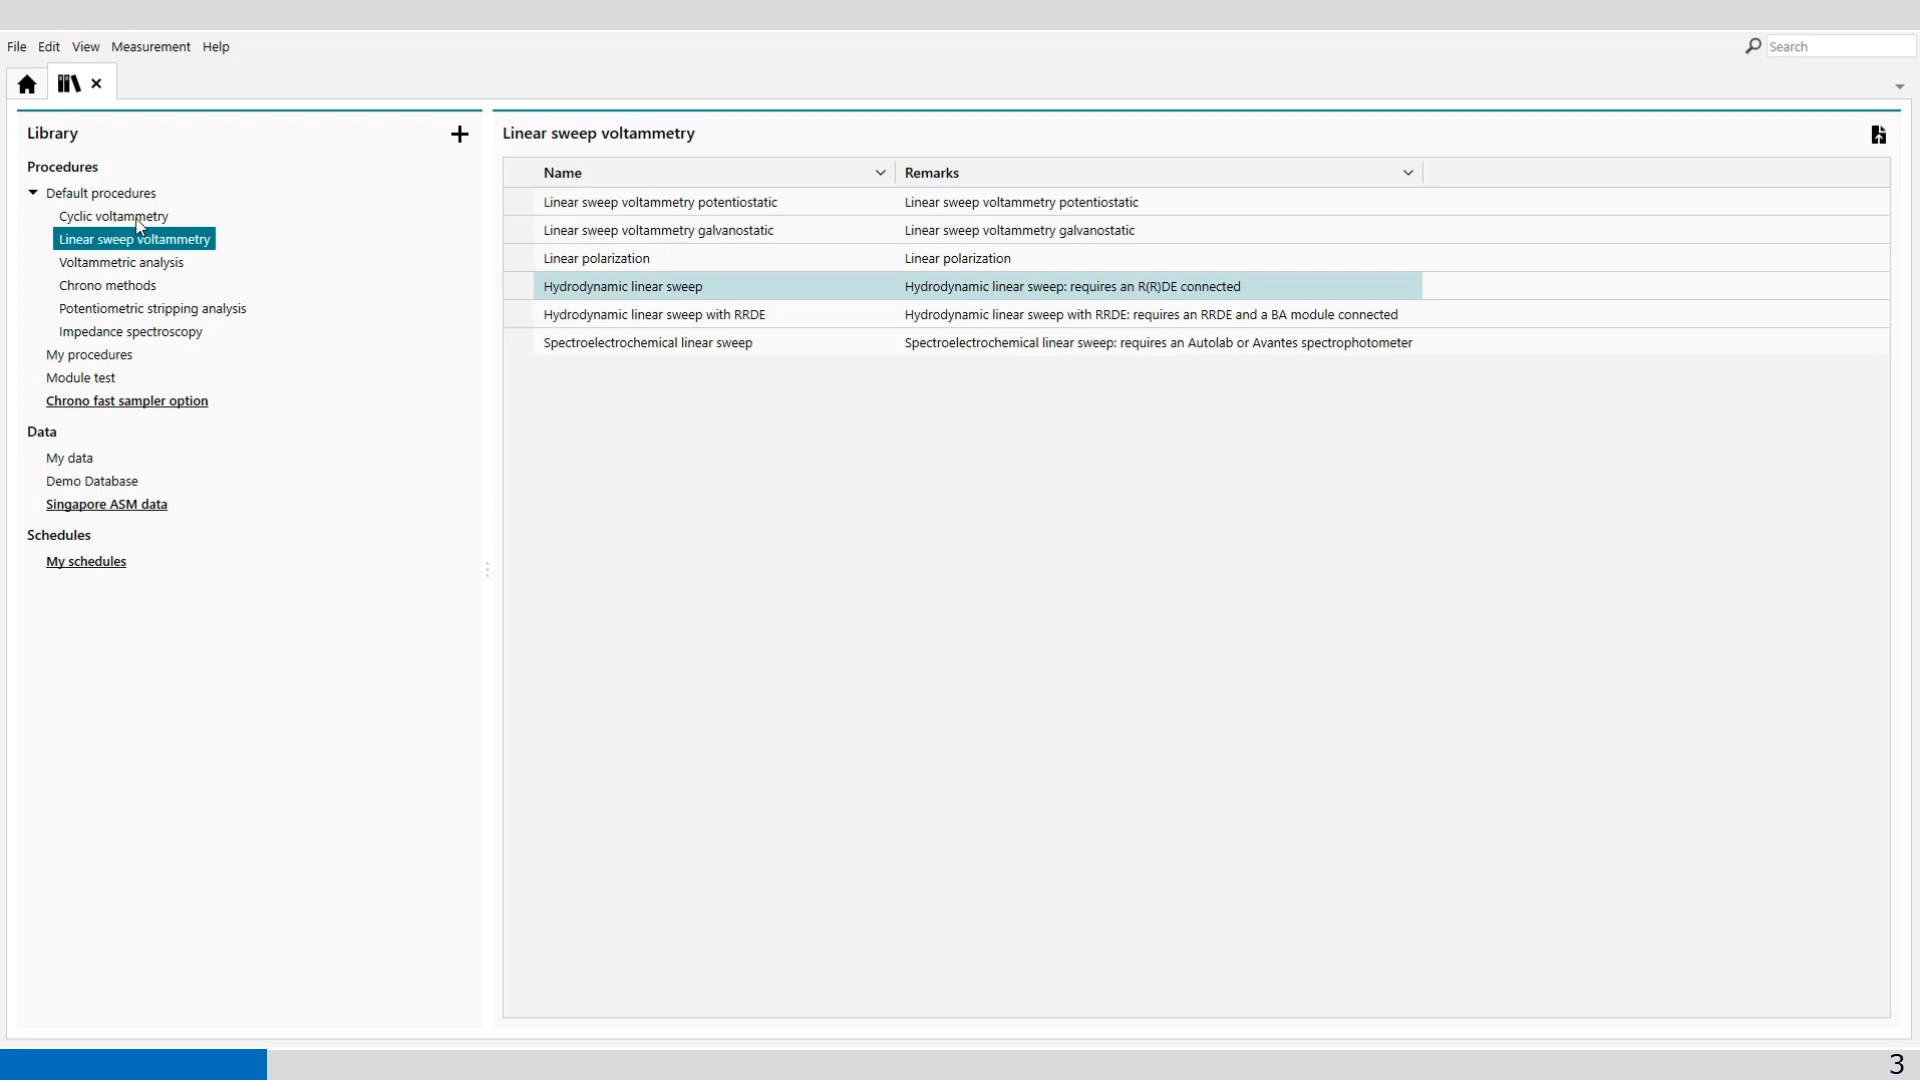 File Edit View Measurement Help
Search
Library
Procedures
Default procedures
Cyclic voltammetry
Linear sweep voltammetry
Voltammetric analysis
Chrono methods
Potentiometric stripping analysis
Impedance spectroscopy
My procedures
Module test
Chrono fast sampler option
Data
My data
Demo Database
Singapore ASM data
Schedules
My schedules
Linear sweep voltammetry
Name Remarks
Linear sweep voltammetry potentiostatic Linear sweep voltammetry potentiostatic
Linear sweep voltammetry galvanostatic Linear sweep voltammetry galvanostatic
Linear polarization Linear polarization
Hydrodynamic linear sweep Hydrodynamic linear sweep: requires an R(R)DE connected
Hydrodynamic linear sweep with RRDE Hydrodynamic linear sweep with RRDE: requires an RRDE and a BA module connected
Spectroelectrochemical linear sweep Spectroelectrochemical linear sweep: requires an Autolab or Avantes spectrophotometer
3